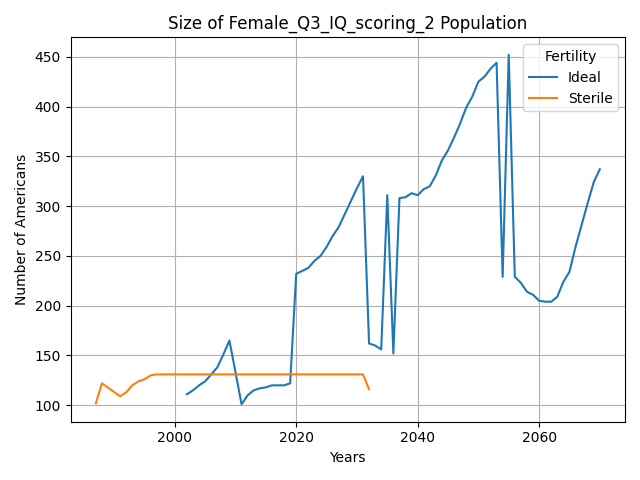 Size of Female_Q3_IQ_scoring_2 Population
Number of Americans
450
400
350
300
250
200
150
100
Fertility
Ideal
Sterile
2000
2020
2040
2060
Years